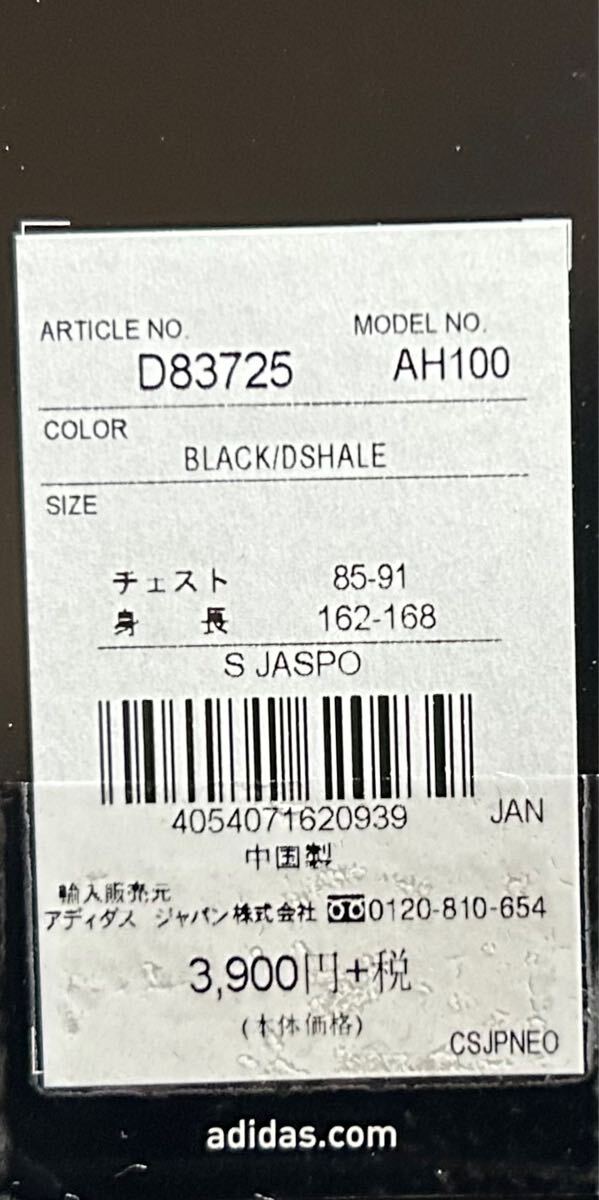 ARTICLE NO. MODEL NO.
D83725 AH100
COLOR
BLACK/DSHALE
SIZE
チェスト 85-91
身 長 162-168
S JASPO
4054071620939 JAN
中国製
輸入販売元
アディダス ジャパン株式会社 0120-810-654
3,900円+税
(本体価格)
CSJPNEO
adidas.com